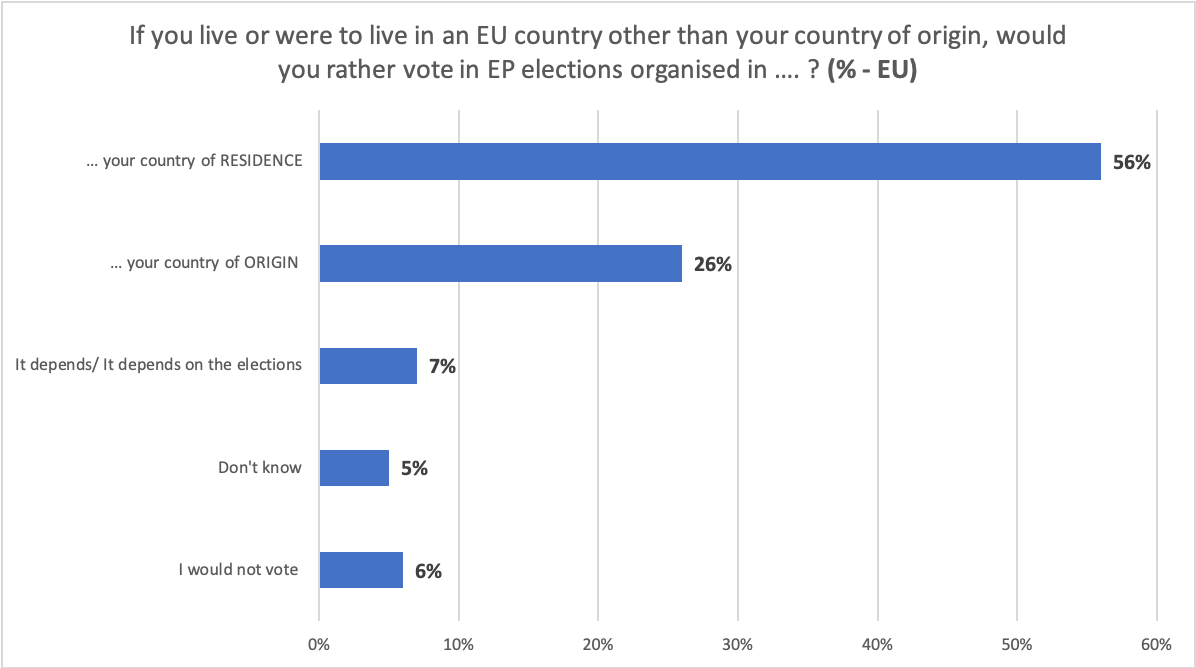 If you live or were to live in an EU country other than your country of origin, would
you rather vote in EP elections organised in .... ? (% - EU)
... your country of RESIDENCE
56%
... your country of ORIGIN
26%
It depends/ It depends on the elections
7%
Don't know
5%
I would not vote
6%
0%
10%
20%
30%
40%
50%
60%